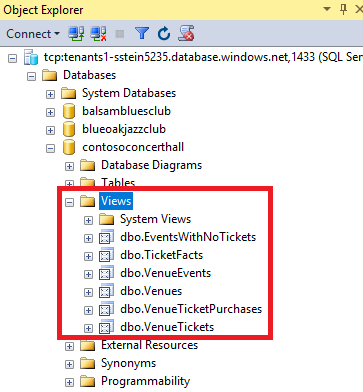 Object Explorer
Connect
tcp:tenants1-sstein5235.database.windows.net,1433 (SQL Ser
Databases
System Databases
balsambluesclub
blueoakjazzclub
contosoconcerthall
Database Diagrams
Tables
Views
System Views
dbo.EventsWithNoTickets
dbo.TicketFacts
dbo.VenueEvents
dbo.Venues
dbo.VenueTicketPurchases
dbo.VenueTickets
External Resources
Synonyms
Programmability